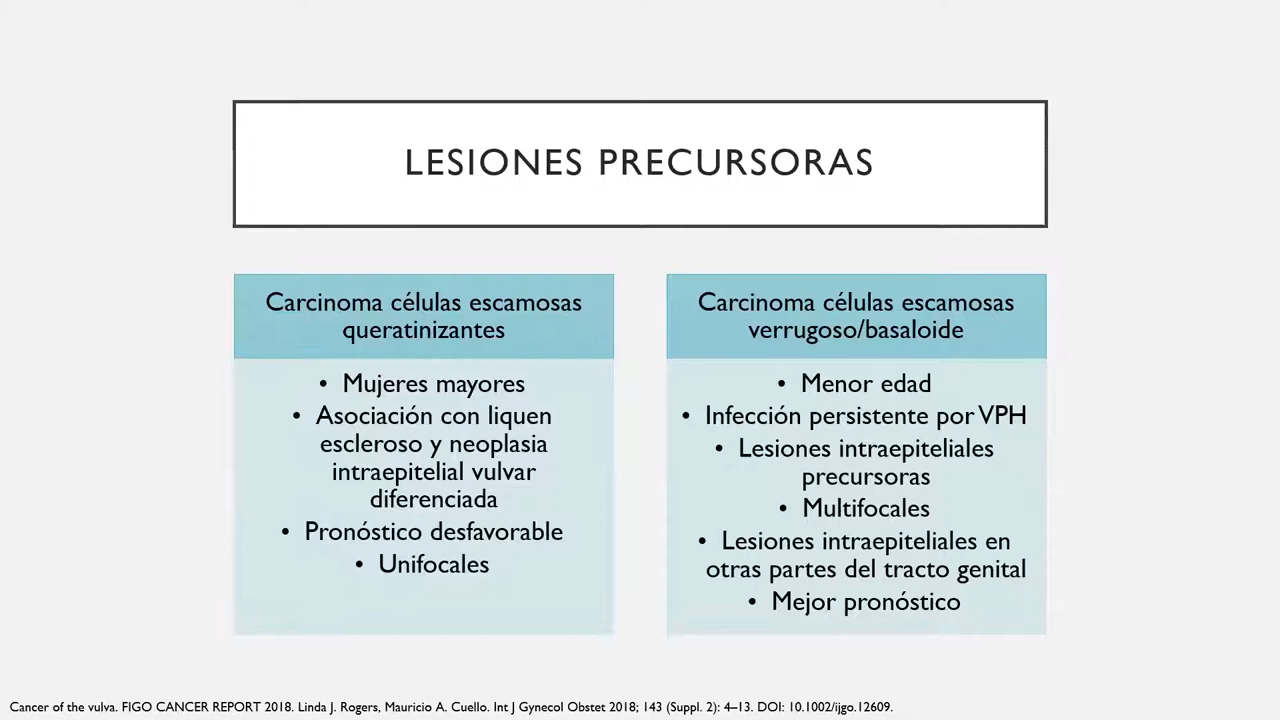 LESIONES PRECURSORAS
Carcinoma células escamosas
queratinizantes
• Mujeres mayores
• Asociación con liquen
escleroso y neoplasia
intraepitelial vulvar
diferenciada
• Pronóstico desfavorable
• Unifocales
Carcinoma células escamosas
verrugoso/basaloide
• Menor edad
• Infección persistente por VPH
• Lesiones intraepiteliales
precursoras
• Multifocales
• Lesiones intraepiteliales en
otras partes del tracto genital
• Mejor pronóstico
Cancer of the vulva. FIGO CANCER REPORT 2018. Linda J. Rogers, Mauricio A. Cuello. Int J Gynecol Obstet 2018; 143 (Suppl. 2): 4–13. DOI: 10.1002/ijgo.12609.